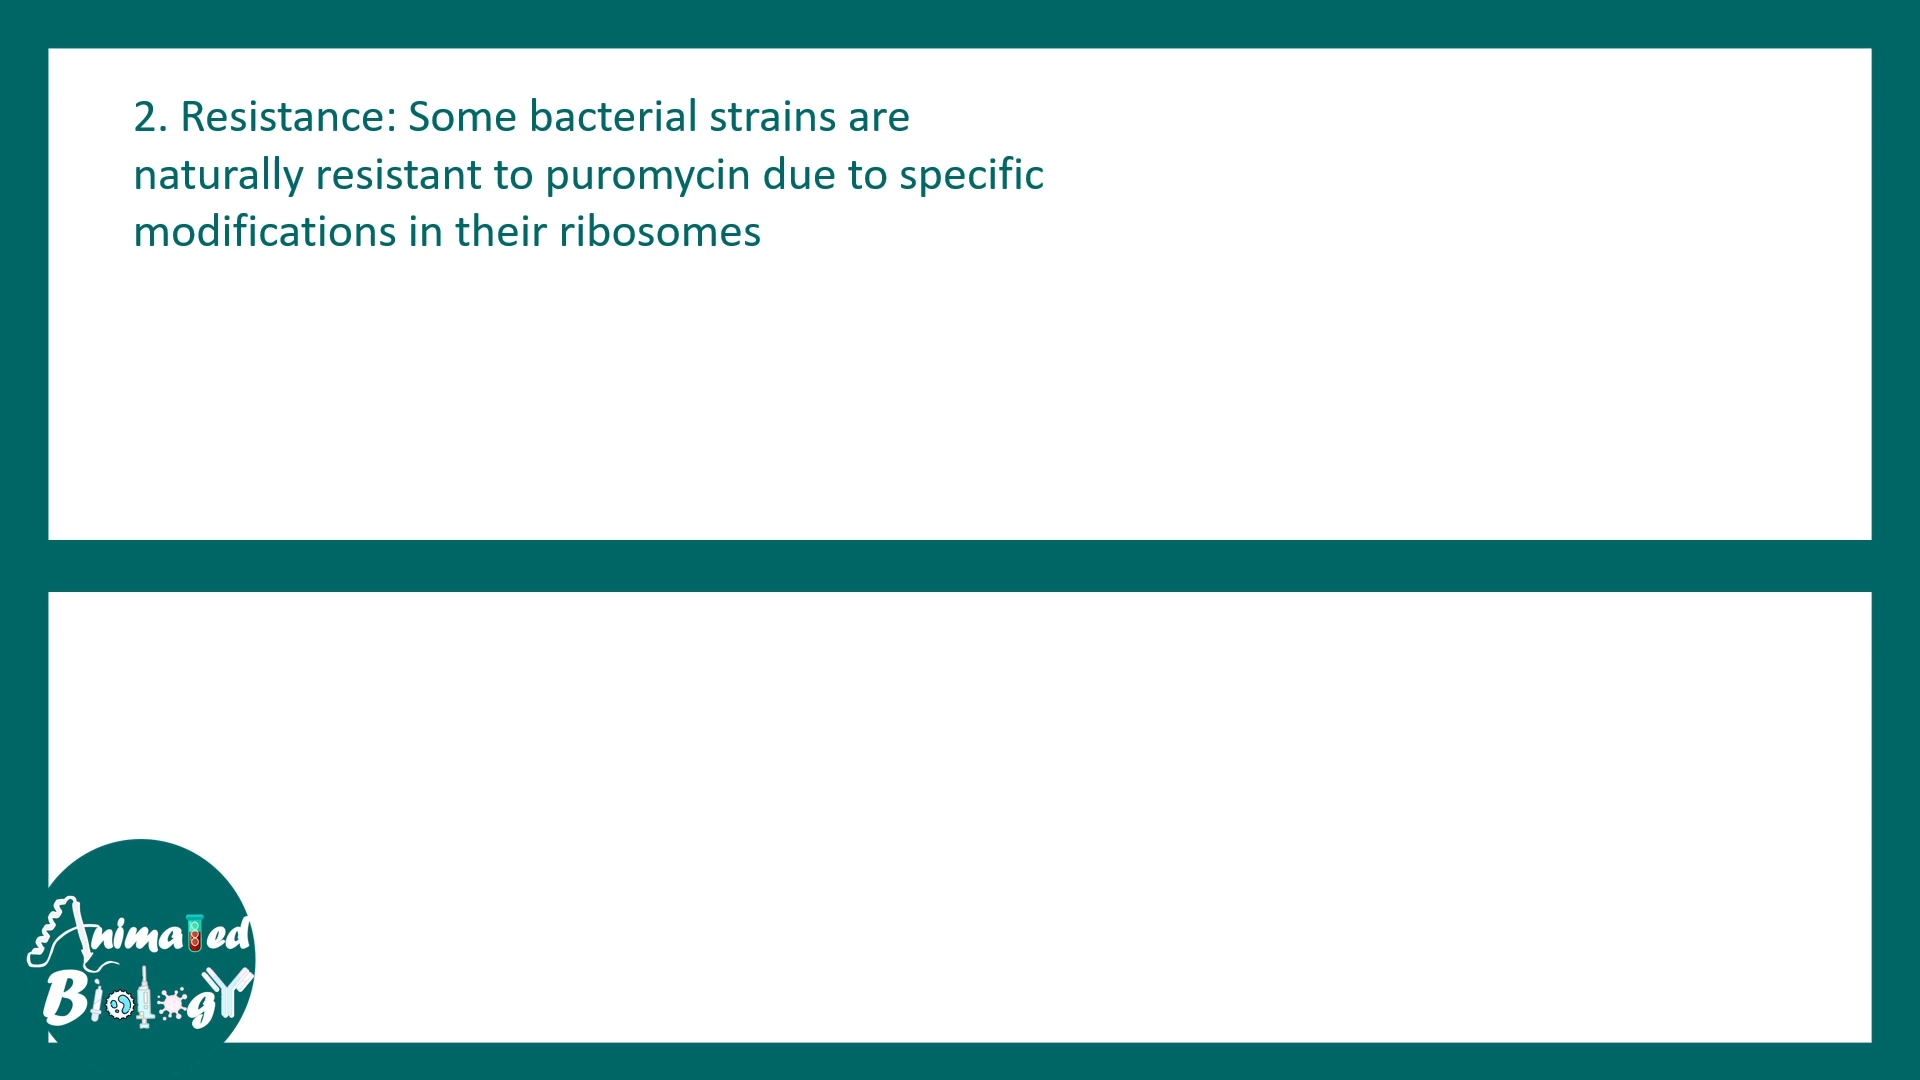 2. Resistance: Some bacterial strains are
naturally resistant to puromycin due to specific
modifications in their ribosomes
Animated
Biology